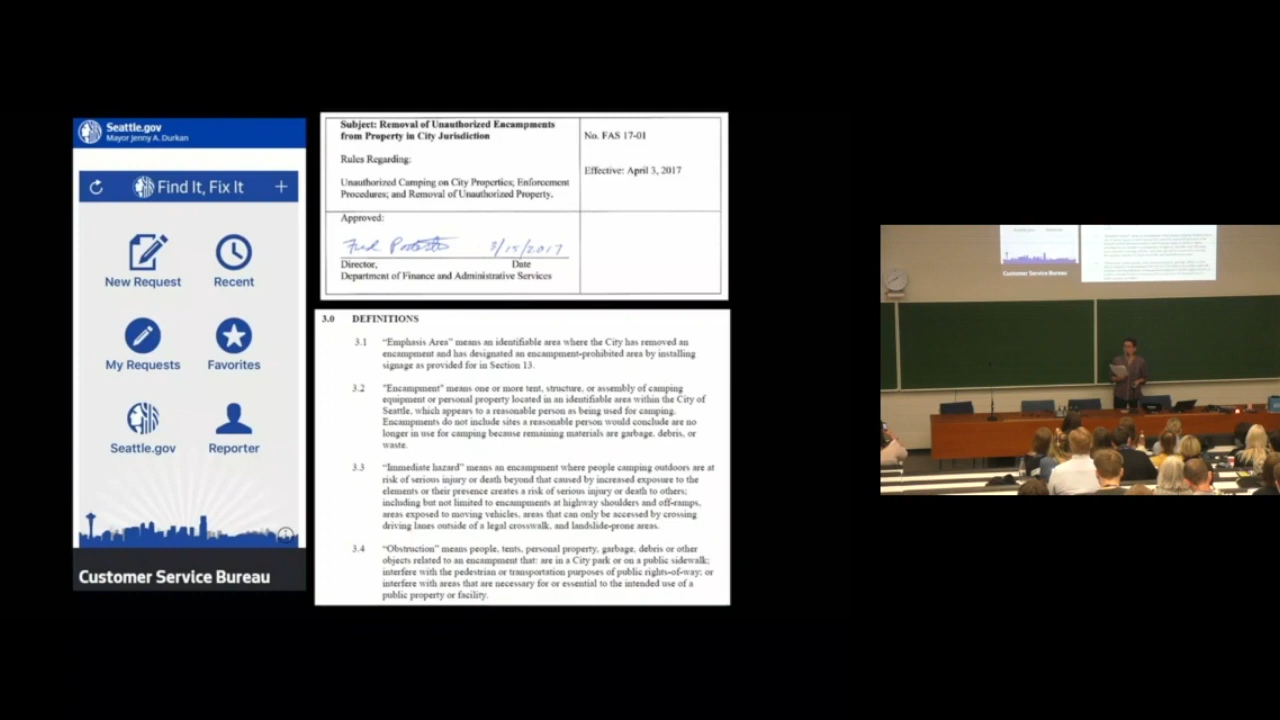 Seattle.gov
Mayor Jenny A. Durkan
Find It, Fix It
New Request
Recent
My Requests
Favorites
Seattle.gov
Reporter
Customer Service Bureau
Subject: Removal of Unauthorized Encampments
from Property in City Jurisdiction
Rules Regarding:
Unauthorized Camping on City Properties; Enforcement
Procedures; and Removal of Unauthorized Property.
No. FAS 17-01
Effective: April 3, 2017
Approved:
3/15/2017
Director,
Date
Department of Finance and Administrative Services
3.0 DEFINITIONS
3.1 “Emphasis Area” means an identifiable area where the City has removed an
encampment and has designated an encampment-prohibited area by installing
signage as provided for in Section 13.
3.2 "Encampment" means one or more tent, structure, or assembly of camping
equipment or personal property located in an identifiable area within the City of
Seattle, which appears to a reasonable person as being used for camping.
Encampments do not include sites a reasonable person would conclude are no
longer in use for camping because remaining materials are garbage, debris, or
waste.
3.3 “Immediate hazard” means an encampment where people camping outdoors are at
risk of serious injury or death beyond that caused by increased exposure to the
elements or their presence creates a risk of serious injury or death to others;
including but not limited to encampments at highway shoulders and off-ramps,
areas exposed to moving vehicles, areas that can only be accessed by crossing
driving lanes outside of a legal crosswalk, and landslide-prone areas.
3.4 “Obstruction” means people, tents, personal property, garbage, debris or other
objects related to an encampment that: are in a City park or on a public sidewalk;
interfere with the pedestrian or transportation purposes of public rights-of-way; or
interfere with areas that are necessary for or essential to the intended use of a
public property or facility.
Customer Service Bureau